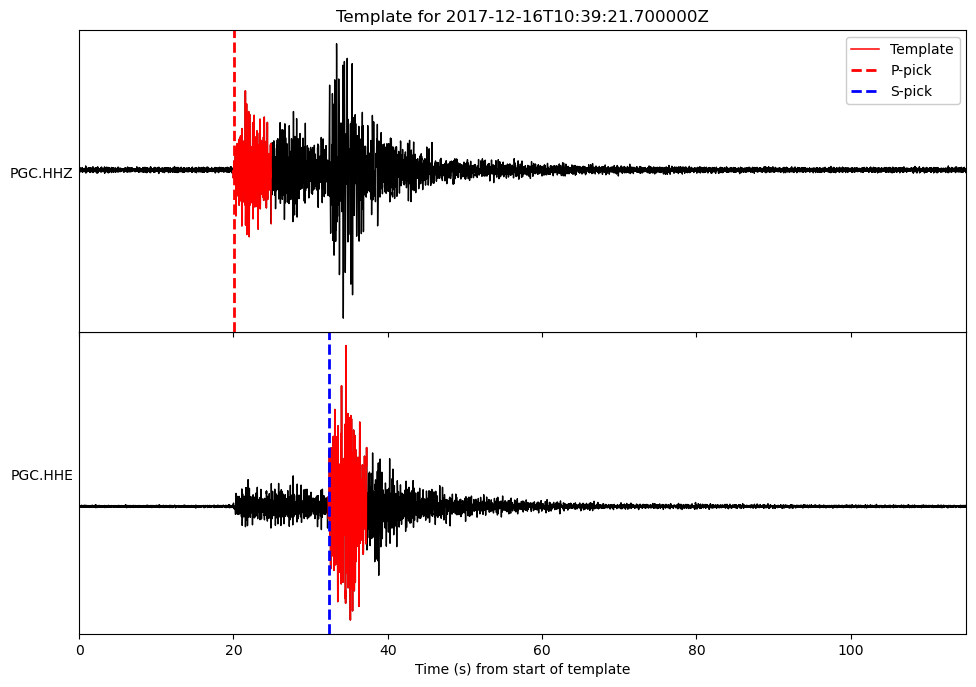 Template for 2017-12-16T10:39:21.700000Z
Template
P-pick
S-pick
PGC.HHZ
PGC.HHE
0 20 40 60 80 100
Time (s) from start of template